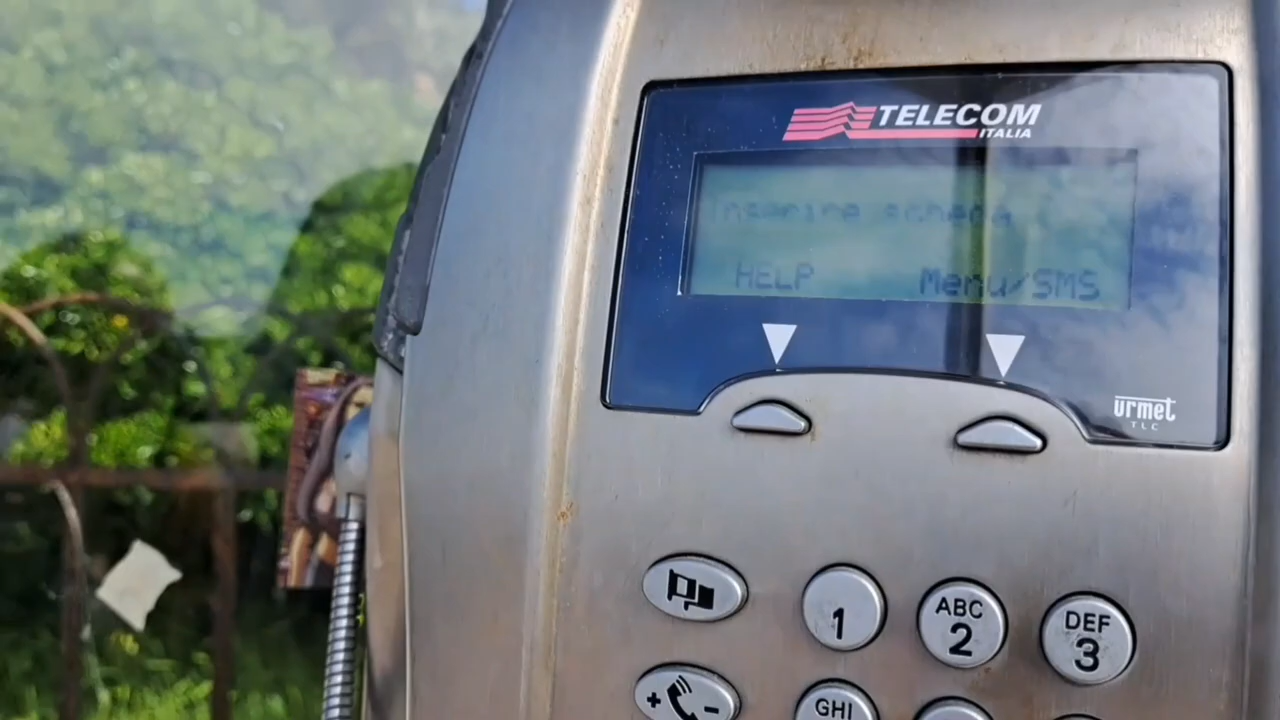 TELECOM
ITALIA
Inserire scheda
HELP Menu/SMS
urmet
TLC
1
ABC
2
DEF
3
+ -
GHI